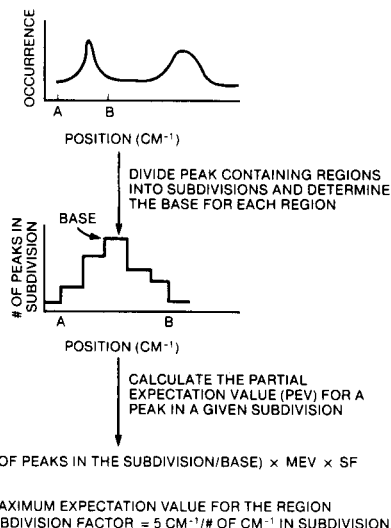 OCCURRENCE
A B
POSITION (CM⁻¹)
DIVIDE PEAK CONTAINING REGIONS
INTO SUBDIVISIONS AND DETERMINE
THE BASE FOR EACH REGION
BASE
# OF PEAKS IN
SUBDIVISION
A B
POSITION (CM⁻¹)
CALCULATE THE PARTIAL
EXPECTATION VALUE (PEV) FOR A
PEAK IN A GIVEN SUBDIVISION
OF PEAKS IN THE SUBDIVISION/BASE) × MEV × SF
AXIMUM EXPECTATION VALUE FOR THE REGION
BDIVISION FACTOR = 5 CM⁻¹/# OF CM⁻¹ IN SUBDIVISION